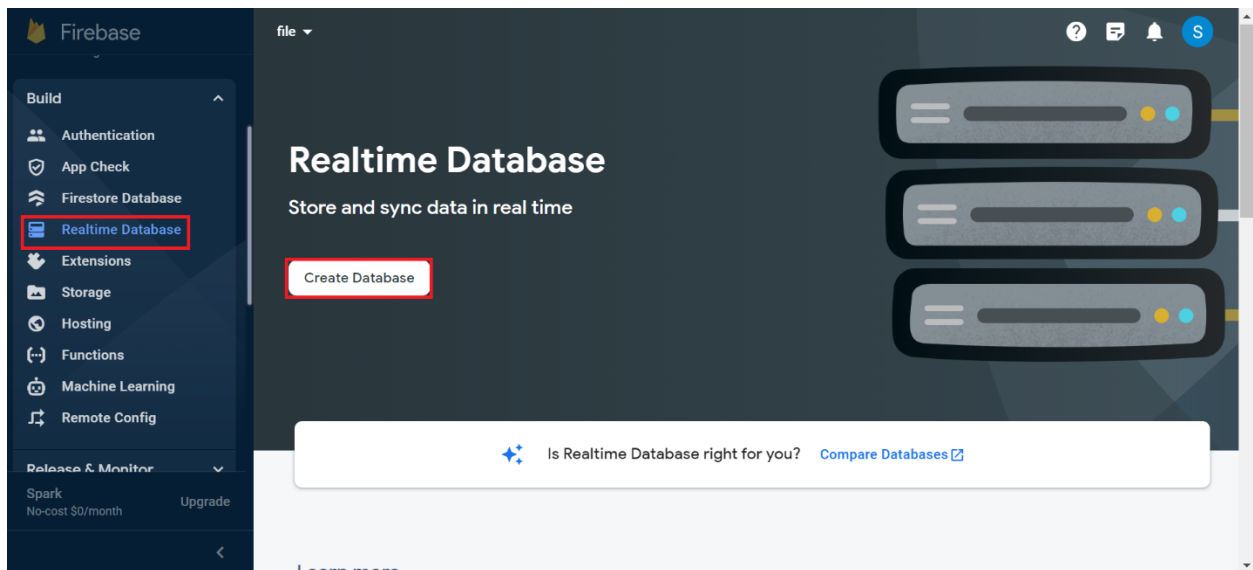 Firebase
Build
Authentication
App Check
Firestore Database
Realtime Database
Extensions
Storage
Hosting
Functions
Machine Learning
Remote Config
Release & Monitor
Spark
No-cost $0/month
Upgrade
file
S
Realtime Database
Store and sync data in real time
Create Database
Is Realtime Database right for you? Compare Databases
Learn more